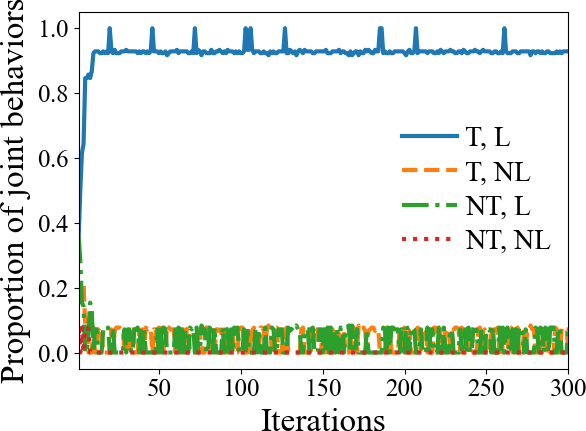 Proportion of joint behaviors
1.0
0.8
0.6
0.4
0.2
0.0
T, L
T, NL
NT, L
NT, NL
50
100
150
200
250
300
Iterations